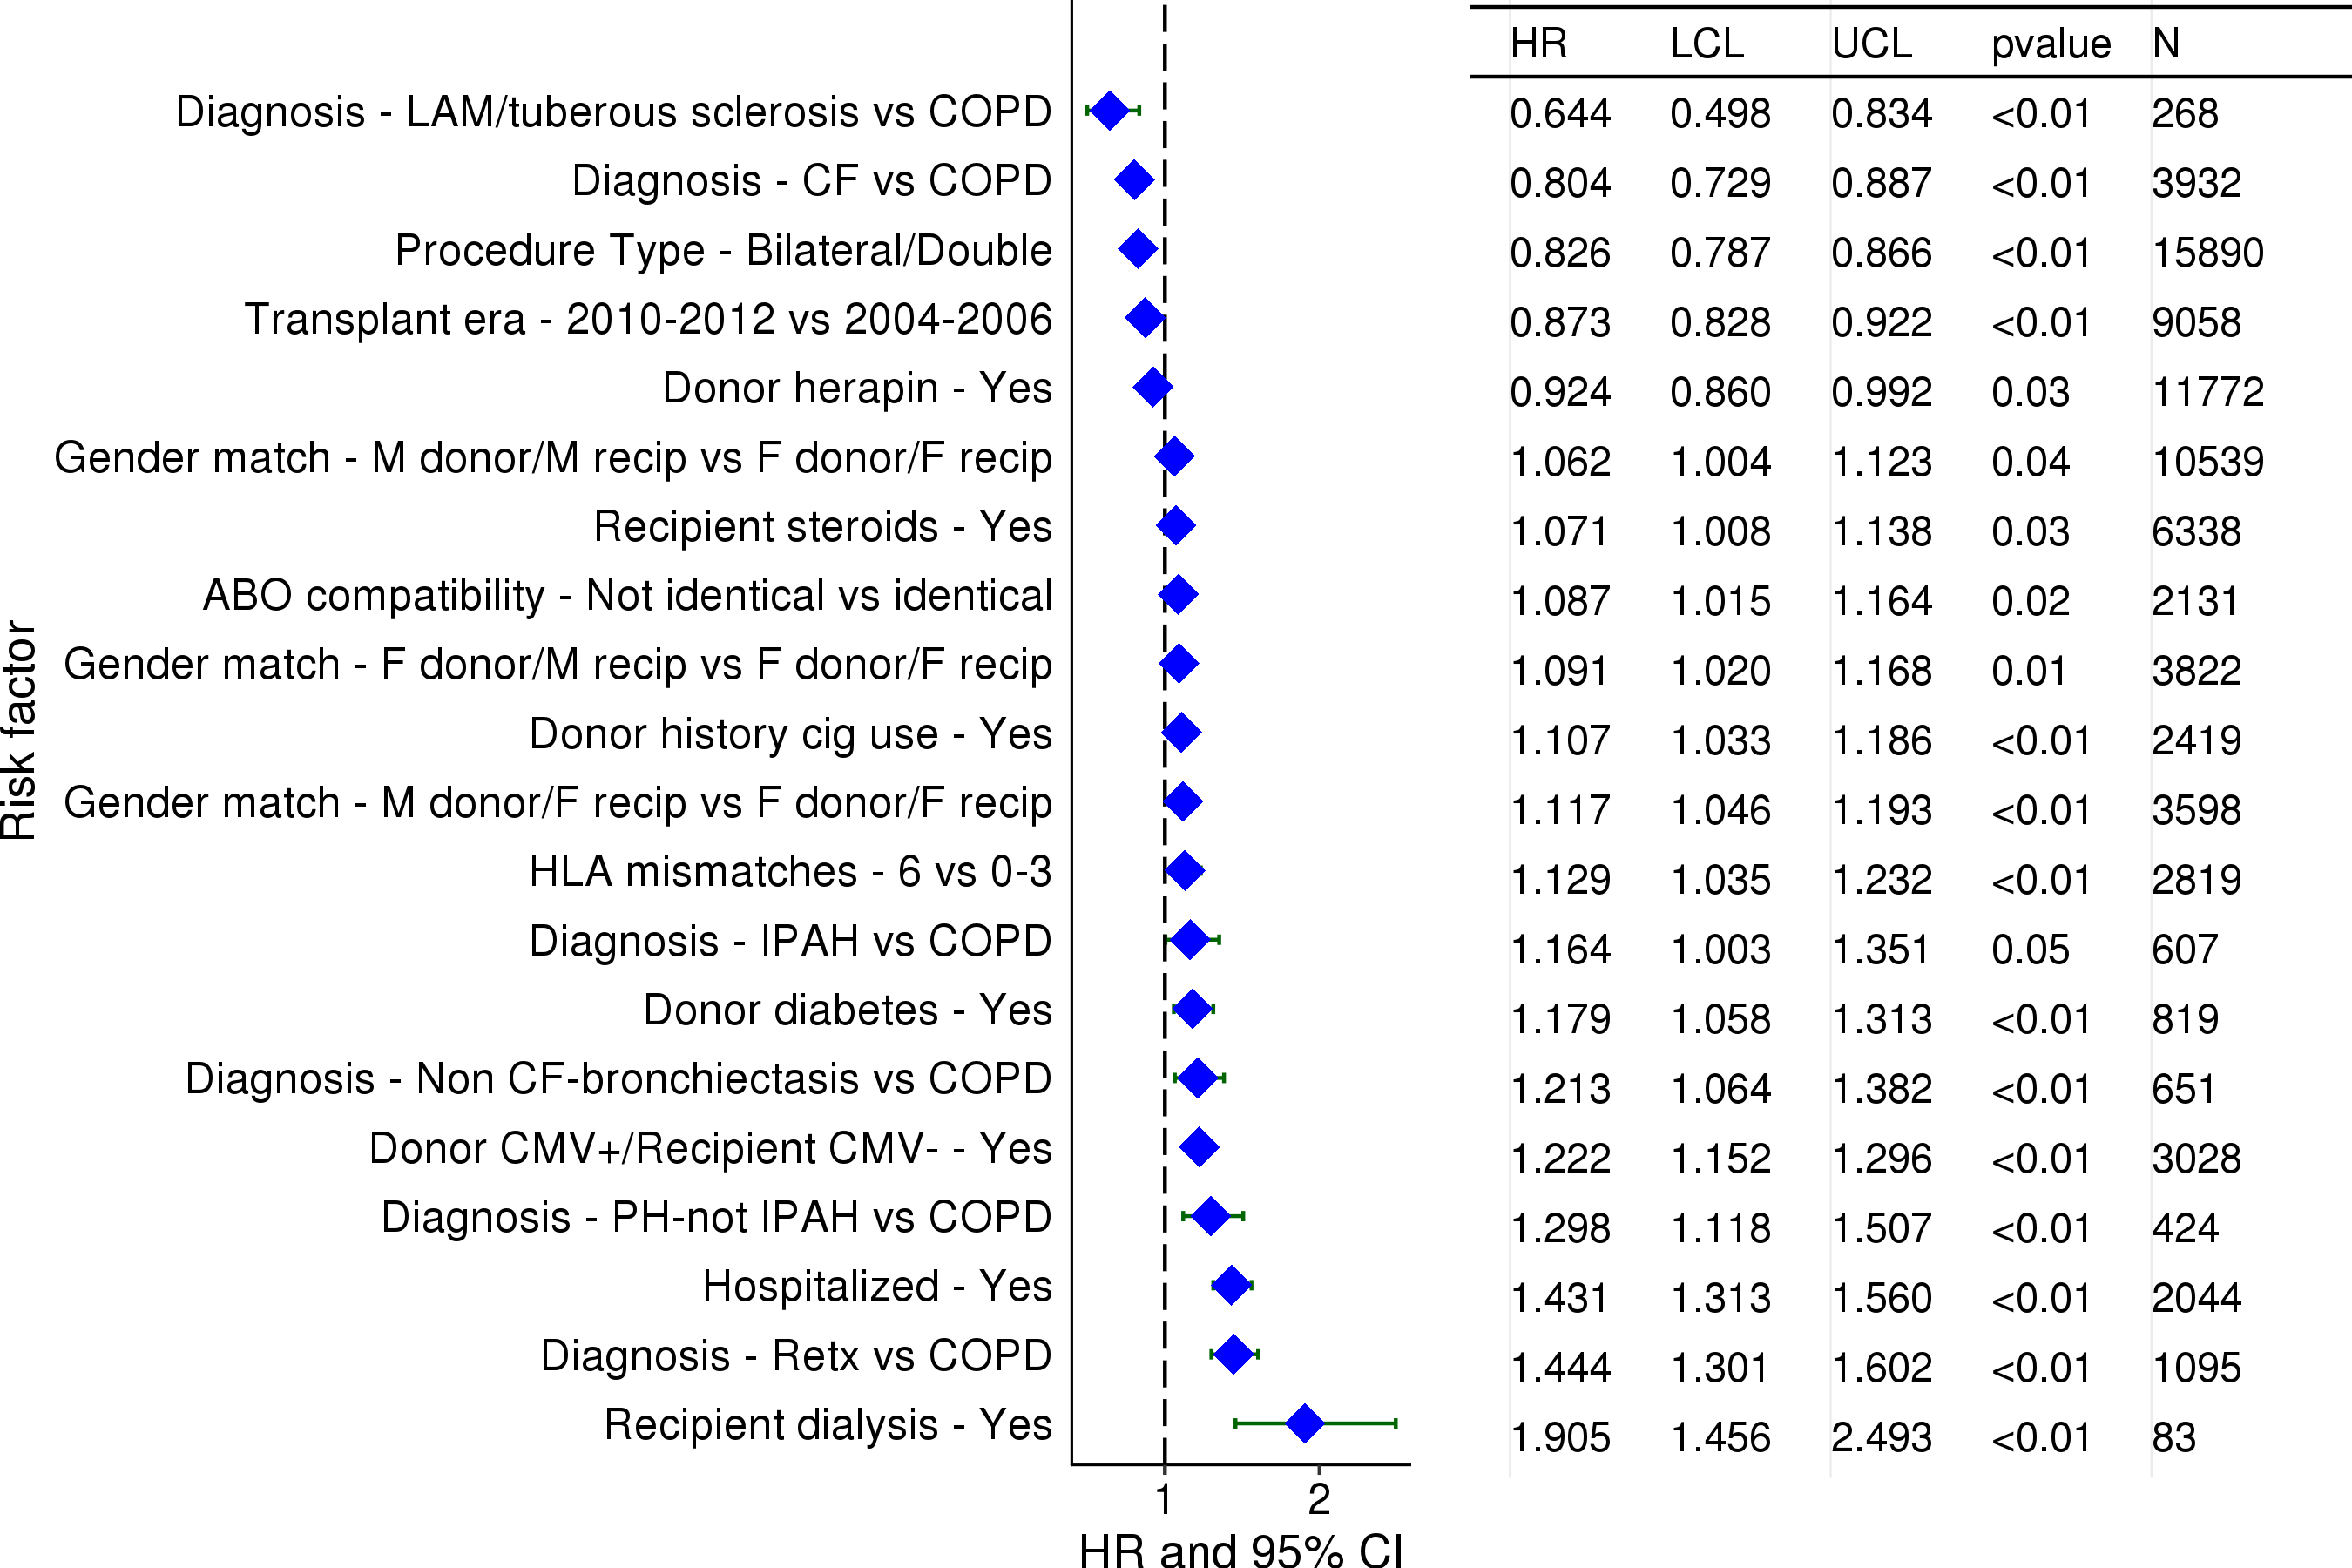 HR LCL UCL pvalue N
Diagnosis - LAM/tuberous sclerosis vs COPD 0.644 0.498 0.834 <0.01 268
Diagnosis - CF vs COPD 0.804 0.729 0.887 <0.01 3932
Procedure Type - Bilateral/Double 0.826 0.787 0.866 <0.01 15890
Transplant era - 2010-2012 vs 2004-2006 0.873 0.828 0.922 <0.01 9058
Donor herapin - Yes 0.924 0.860 0.992 0.03 11772
Gender match - M donor/M recip vs F donor/F recip 1.062 1.004 1.123 0.04 10539
Recipient steroids - Yes 1.071 1.008 1.138 0.03 6338
ABO compatibility - Not identical vs identical 1.087 1.015 1.164 0.02 2131
Gender match - F donor/M recip vs F donor/F recip 1.091 1.020 1.168 0.01 3822
Donor history cig use - Yes 1.107 1.033 1.186 <0.01 2419
Gender match - M donor/F recip vs F donor/F recip 1.117 1.046 1.193 <0.01 3598
HLA mismatches - 6 vs 0-3 1.129 1.035 1.232 <0.01 2819
Diagnosis - IPAH vs COPD 1.164 1.003 1.351 0.05 607
Donor diabetes - Yes 1.179 1.058 1.313 <0.01 819
Diagnosis - Non CF-bronchiectasis vs COPD 1.213 1.064 1.382 <0.01 651
Donor CMV+/Recipient CMV- - Yes 1.222 1.152 1.296 <0.01 3028
Diagnosis - PH-not IPAH vs COPD 1.298 1.118 1.507 <0.01 424
Hospitalized - Yes 1.431 1.313 1.560 <0.01 2044
Diagnosis - Retx vs COPD 1.444 1.301 1.602 <0.01 1095
Recipient dialysis - Yes 1.905 1.456 2.493 <0.01 83
Risk factor
1 2
HR and 95% CI